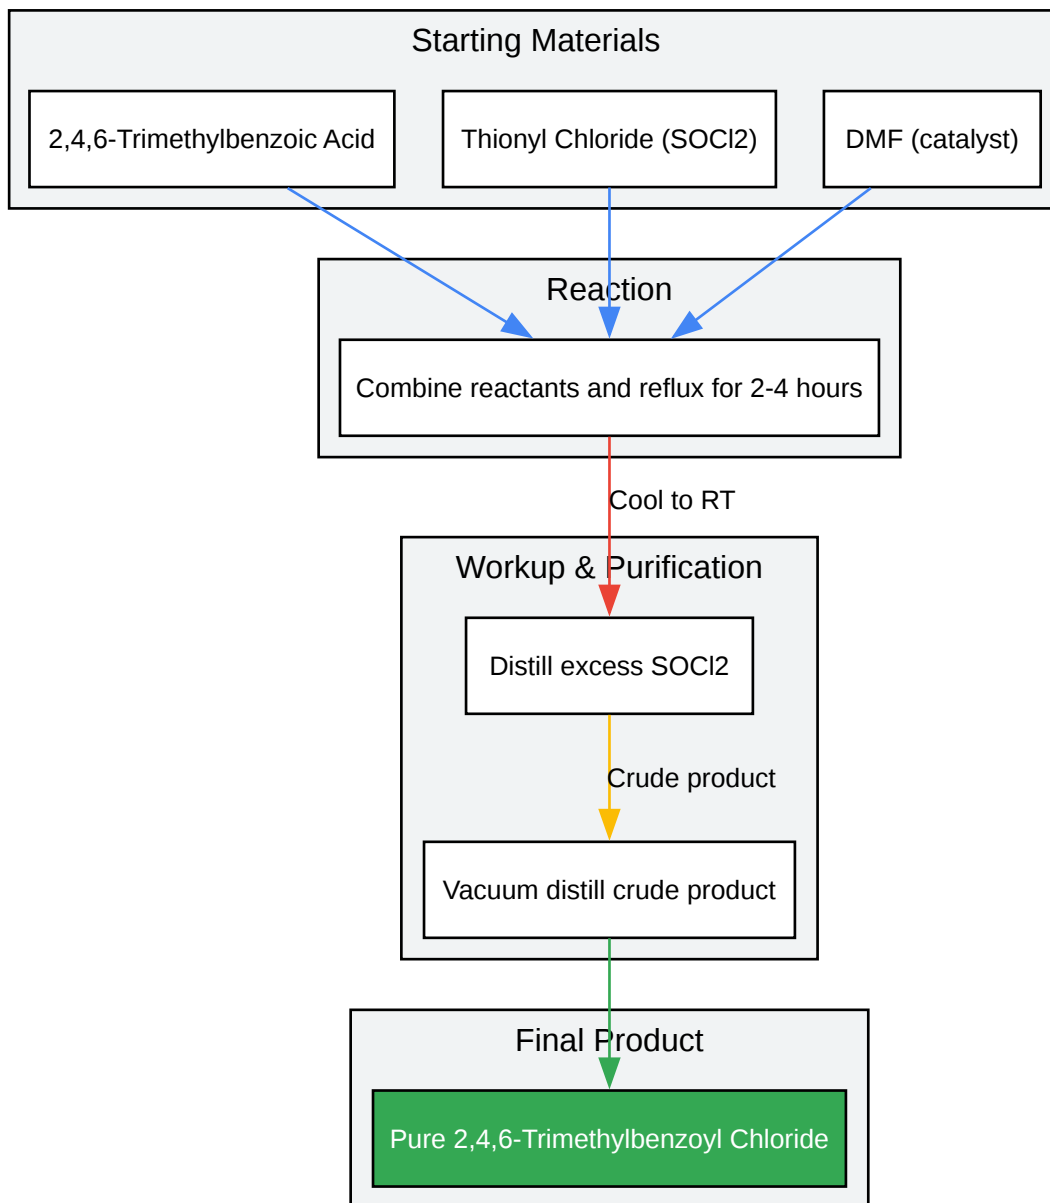 Starting Materials
2,4,6-Trimethylbenzoic Acid
Thionyl Chloride (SOCl2)
DMF (catalyst)
Reaction
Combine reactants and reflux for 2-4 hours
Cool to RT
Workup & Purification
Distill excess SOCl2
Crude product
Vacuum distill crude product
Final Product
Pure 2,4,6-Trimethylbenzoyl Chloride